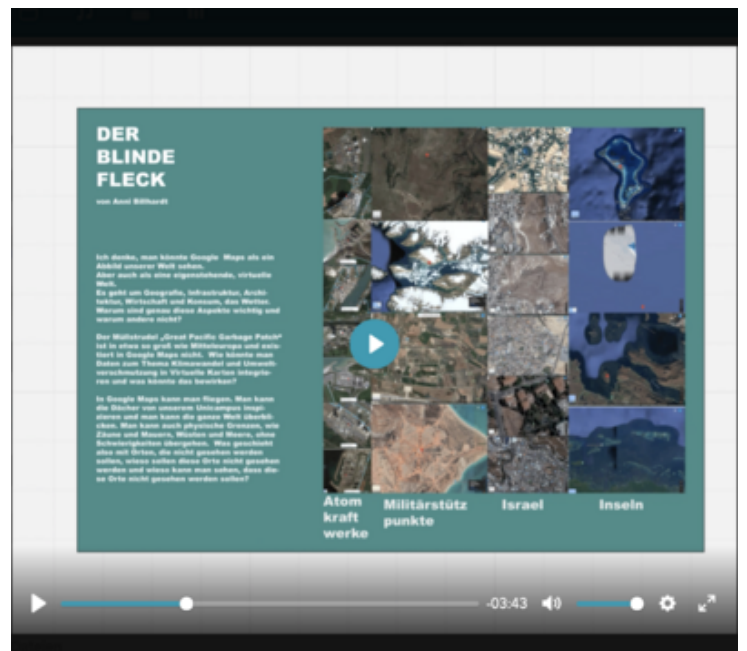 DER
BLINDE
FLECK
von Anni Billhardt
Ich denke, man könnte Google Maps als ein
Abbild unserer Welt sehen.
Aber auch als eine eigenstehende, virtuelle
Welt.
Es geht um Geografie, Infrastruktur, Archi-
tektur, Wirtschaft und Konsum, das Wetter.
Warum sind genau diese Aspekte wichtig und
warum andere nicht?
Der Müllstrudel „Great Pacific Garbage Patch“
ist in etwa so groß wie Mitteleuropa und exis-
tiert in Google Maps nicht. Wie könnte man
Daten zum Thema Klimawandel und Umwelt-
verschmutzung in Virtuelle Karten integrie-
ren und was könnte das bewirken?
In Google Maps kann man fliegen. Man kann
die Dächer von unserem Unicampus inspi-
zieren und man kann die ganze Welt überbli-
cken. Man kann auch physische Grenzen, wie
Zäune und Mauern, Wüsten und Meere, ohne
Schwierigkeiten übergehen. Was geschieht
also mit Orten, die nicht gesehen werden
sollen, wieso sollen diese Orte nicht gesehen
werden und wieso kann man sehen, dass die-
se Orte nicht gesehen werden sollen?
Atom
kraft
werke
Militärstütz
punkte
Israel
Inseln
-03:43